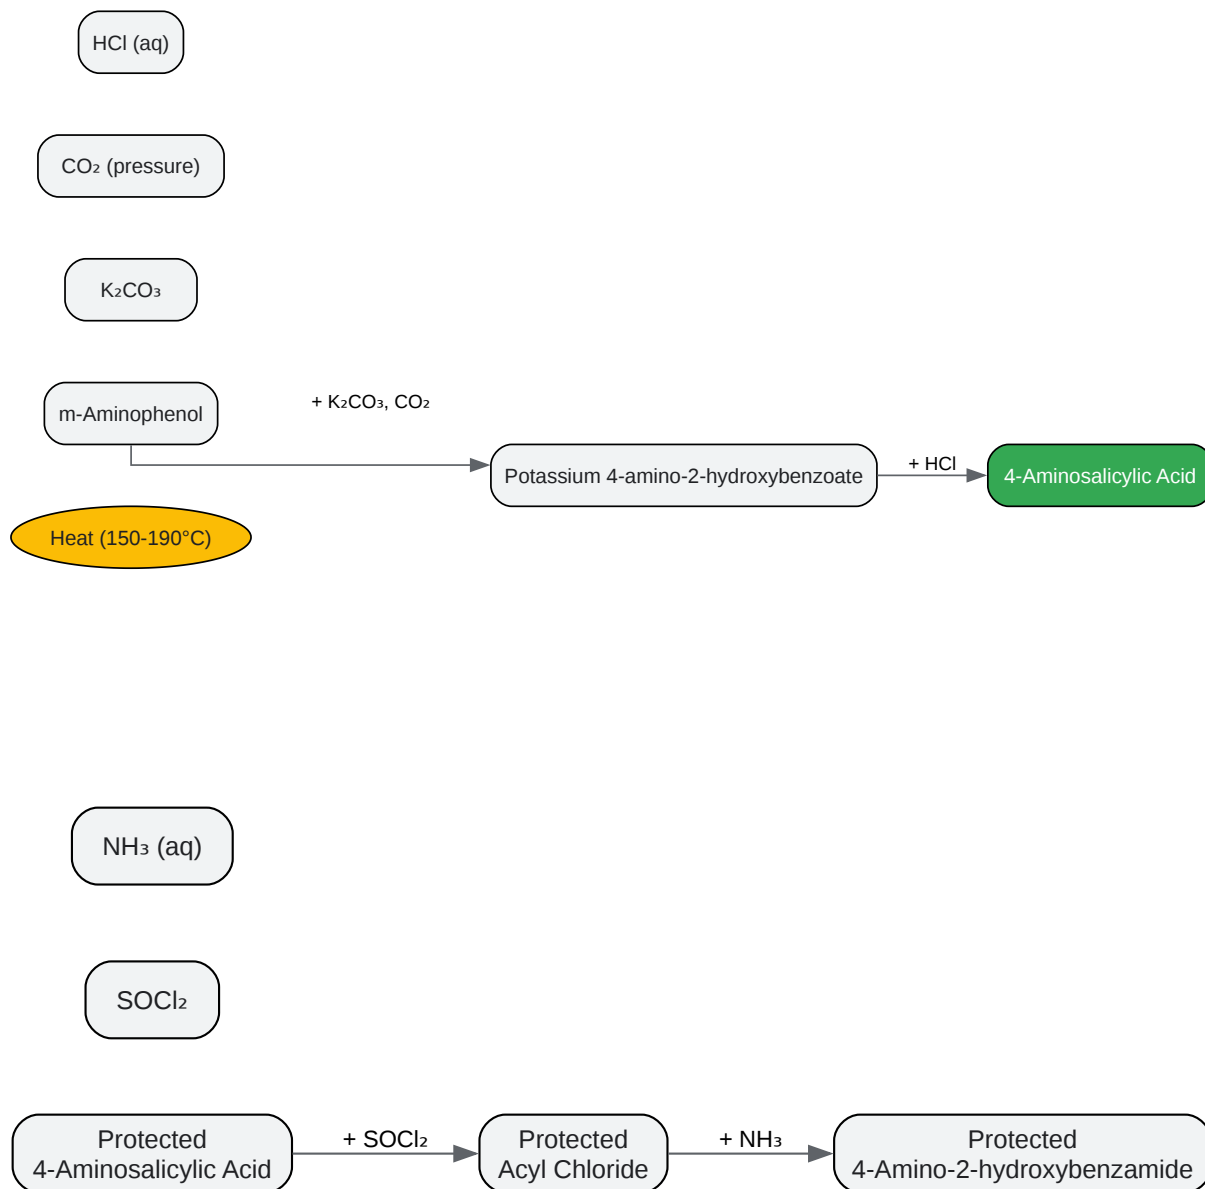 HCl (aq)
CO₂ (pressure)
K₂CO₃
m-Aminophenol
+ K₂CO₃, CO₂
Potassium 4-amino-2-hydroxybenzoate
+ HCl
4-Aminosalicylic Acid
Heat (150-190°C)
NH₃ (aq)
SOCl₂
Protected
4-Aminosalicylic Acid
+ SOCl₂
Protected
Acyl Chloride
+ NH₃
Protected
4-Amino-2-hydroxybenzamide